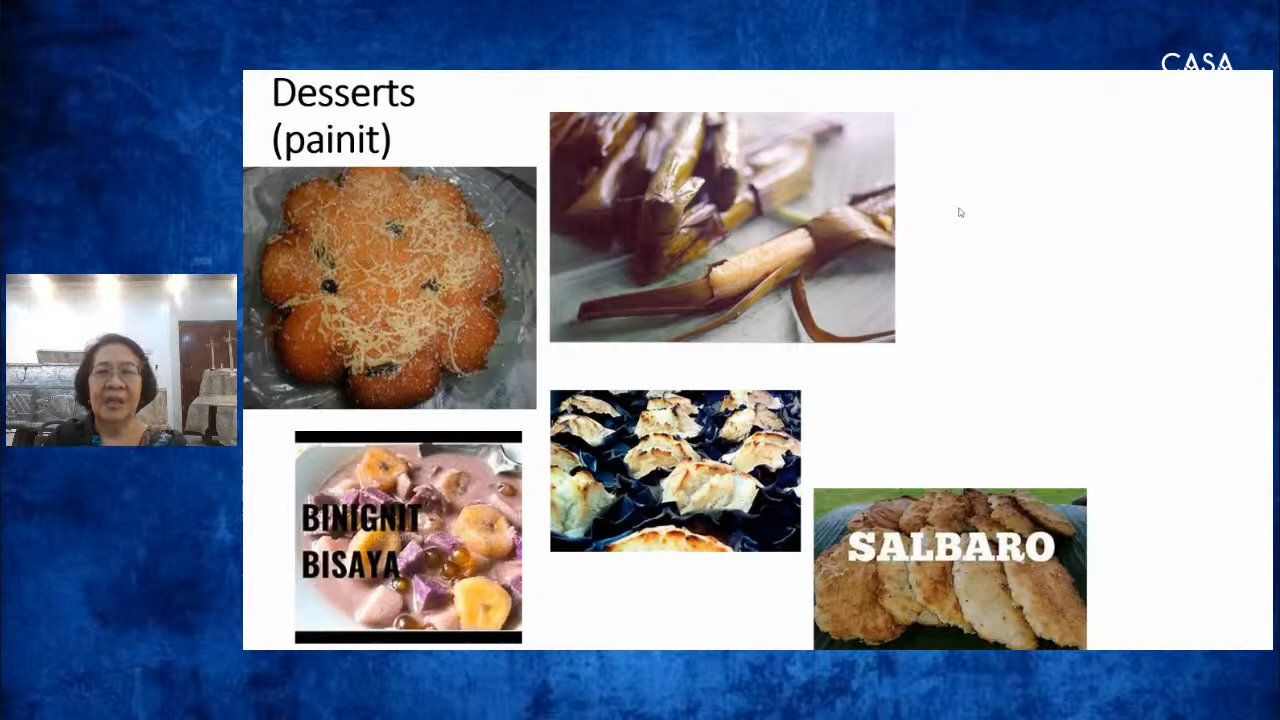 CASA
Desserts
(painit)
BINIGNIT
BISAYA
SALBARO